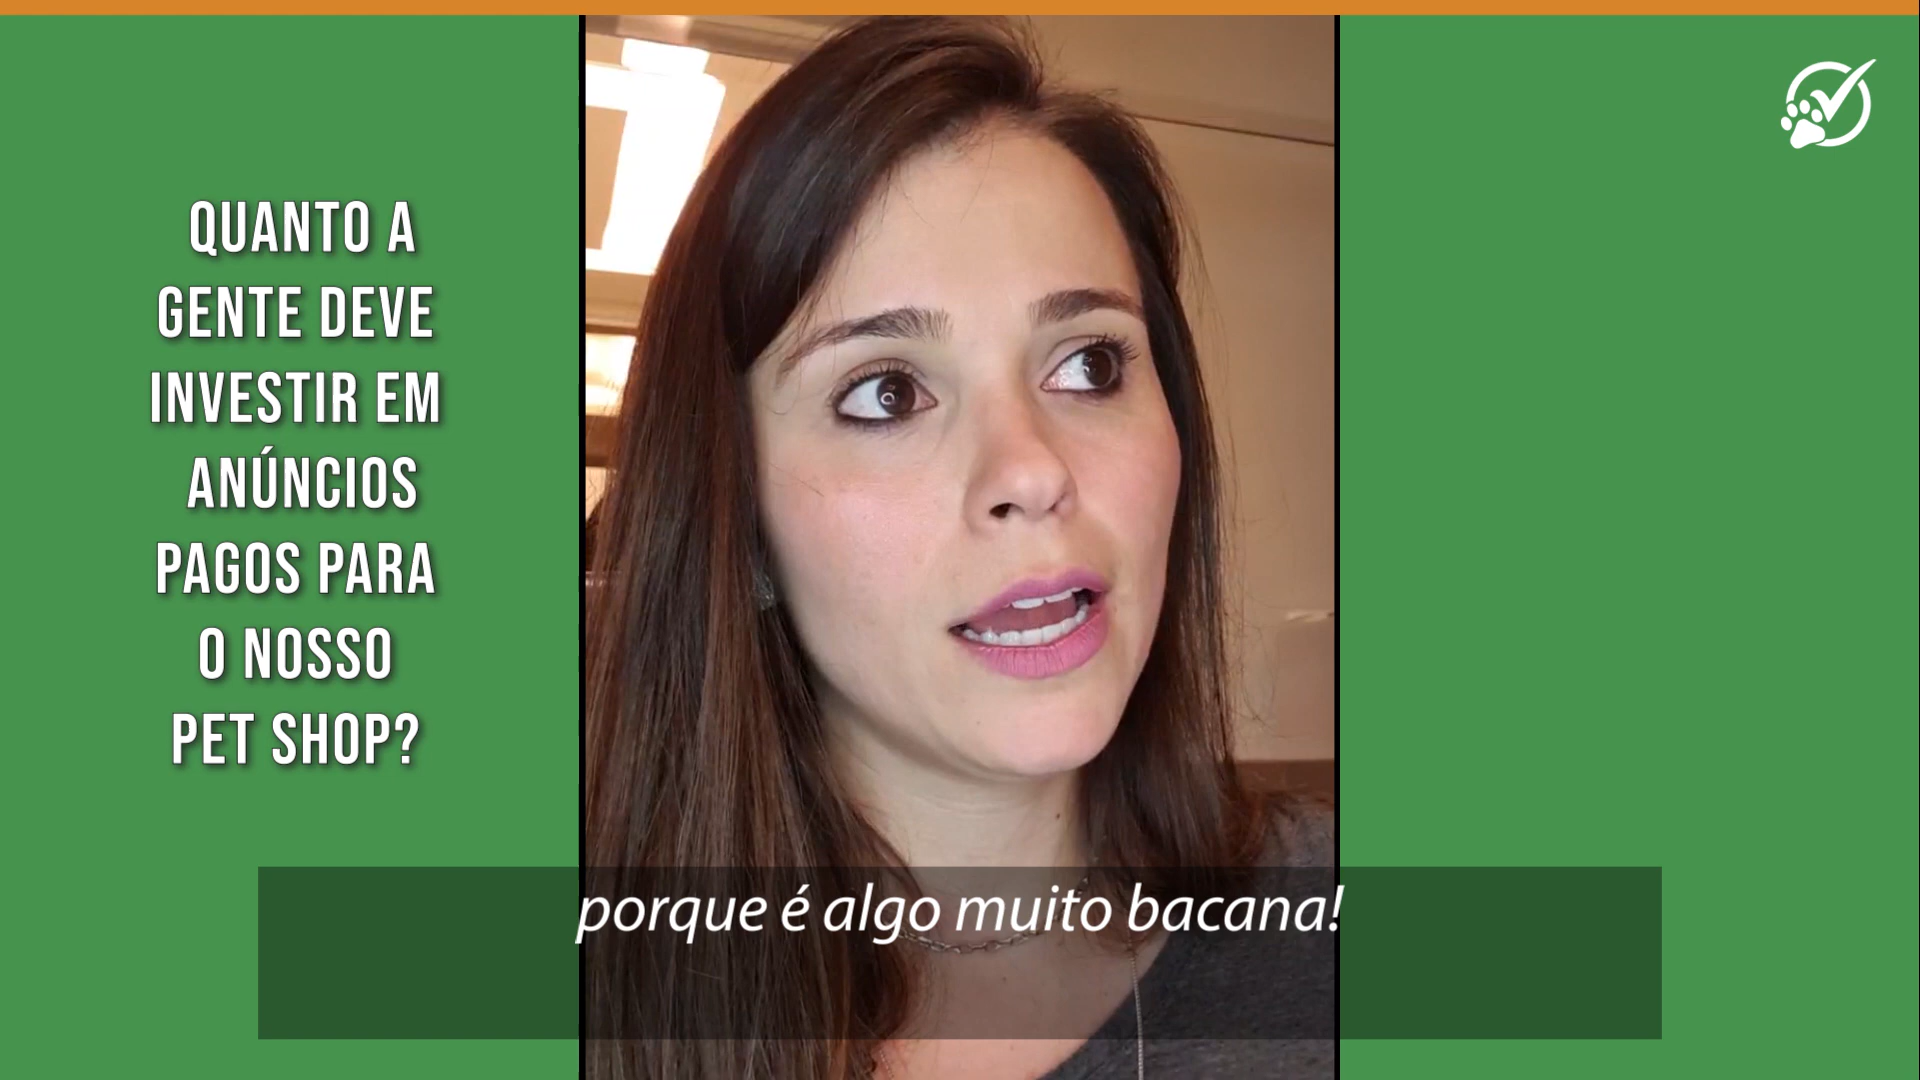 QUANTO A
GENTE DEVE
INVESTIR EM
ANÚNCIOS
PAGOS PARA
O NOSSO
PET SHOP?
porque é algo muito bacana!